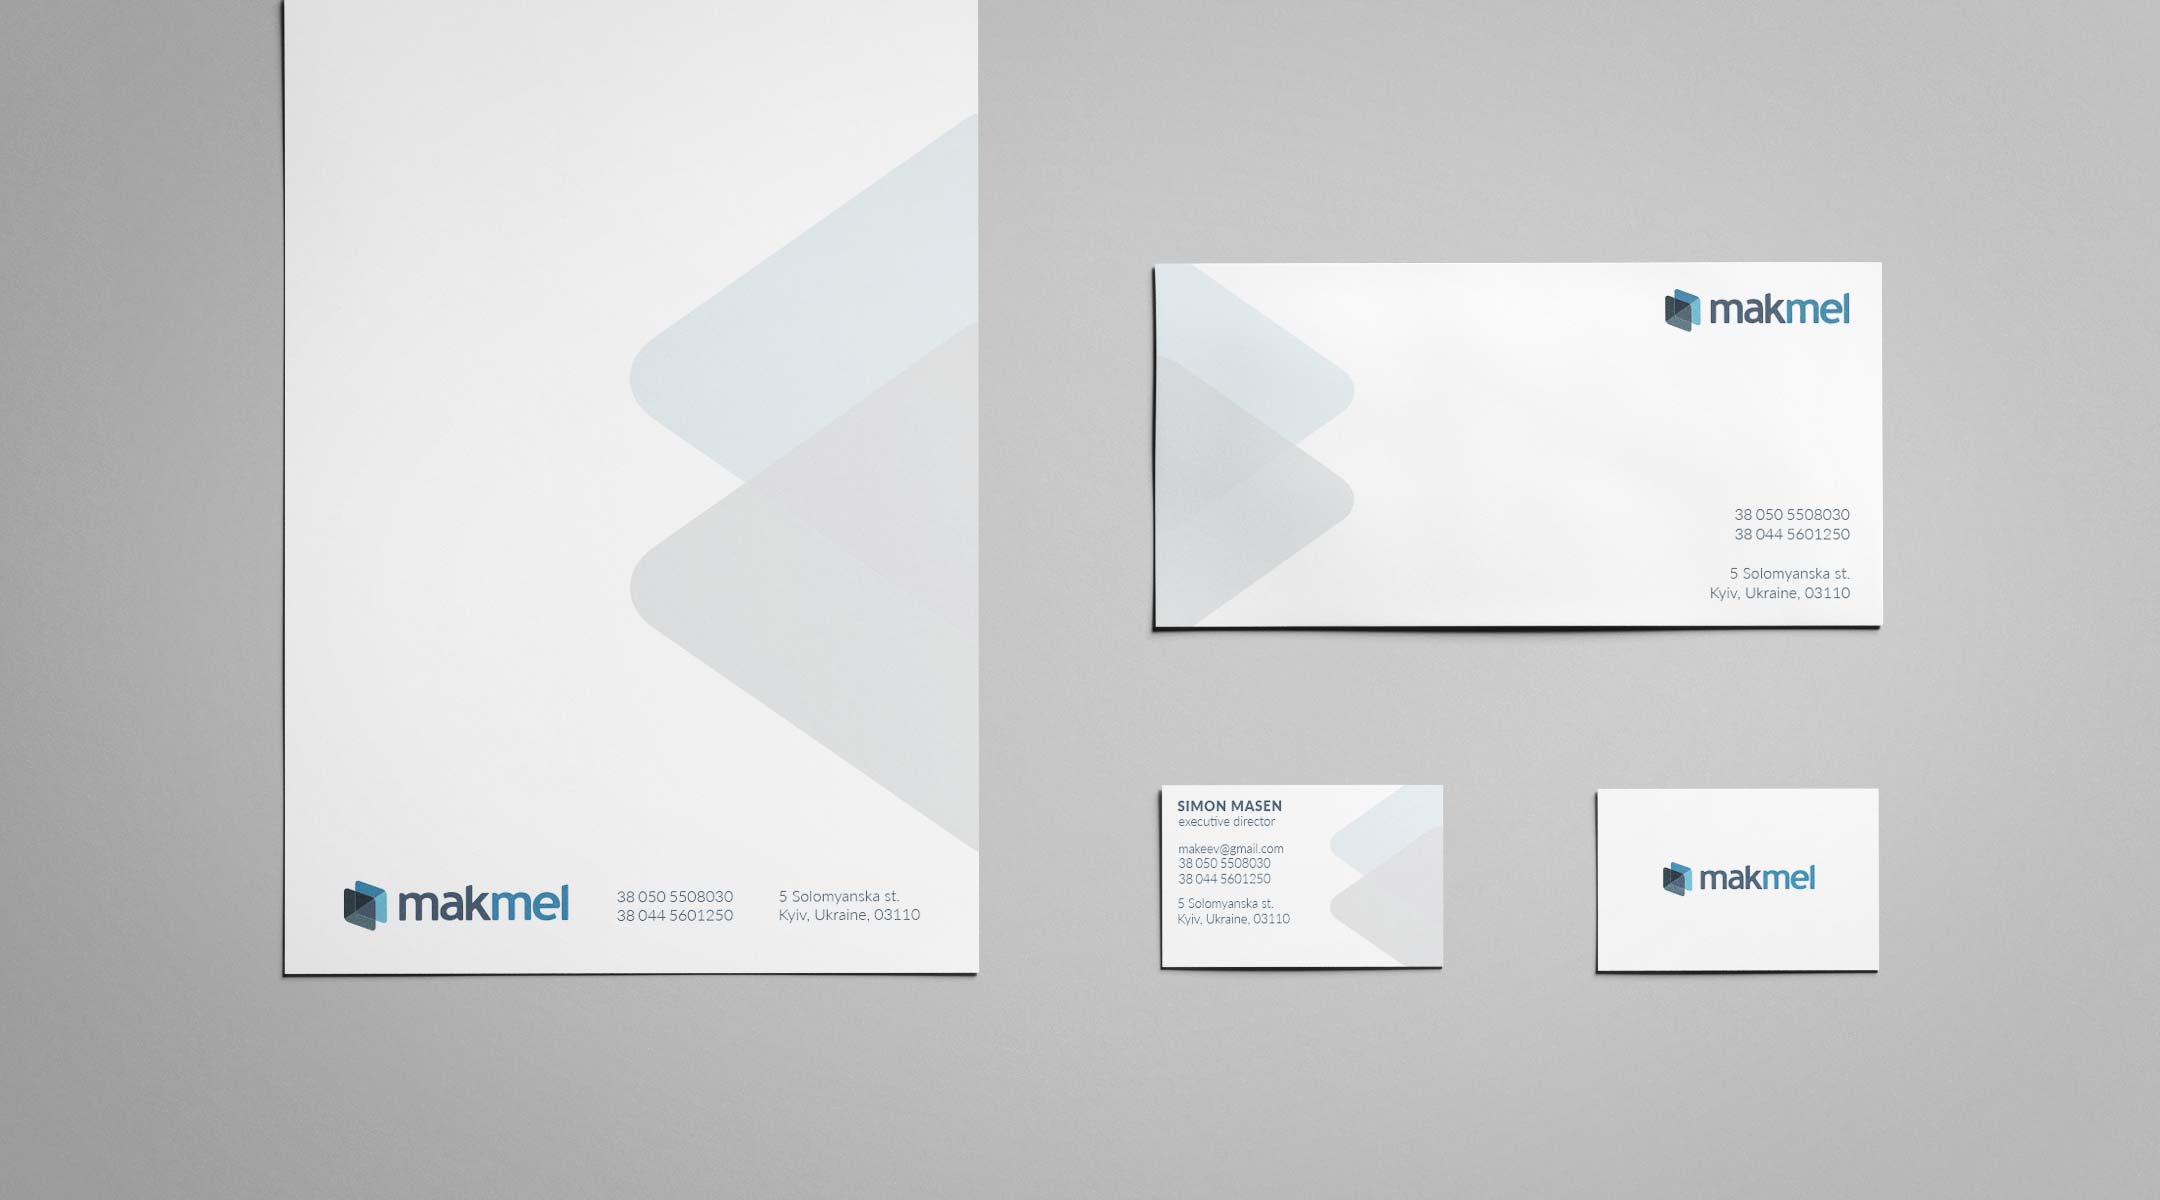 makmel
38 050 5508030
38 044 5601250
5 Solomyanska st.
Kyiv, Ukraine, 03110
makmel
38 050 5508030
38 044 5601250
5 Solomyanska st.
Kyiv, Ukraine, 03110
SIMON MASEN
executive director
makeev@gmail.com
38 050 5508030
38 044 5601250
5 Solomyanska st.
Kyiv, Ukraine, 03110
makmel